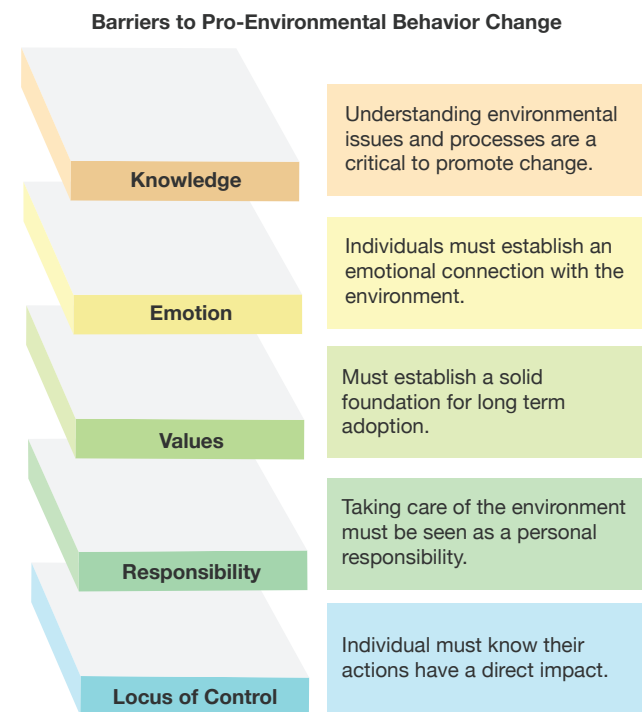 Barriers to Pro-Environmental Behavior Change
Knowledge
Understanding environmental
issues and processes are a
critical to promote change.
Emotion
Individuals must establish an
emotional connection with the
environment.
Values
Must establish a solid
foundation for long term
adoption.
Responsibility
Taking care of the environment
must be seen as a personal
responsibility.
Locus of Control
Individual must know their
actions have a direct impact.